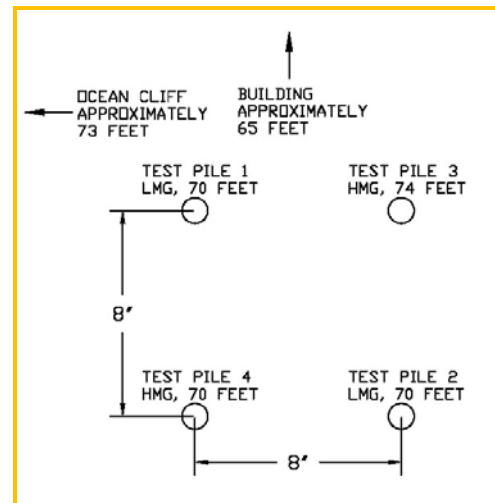 OCEAN CLIFF
APPROXIMATELY
73 FEET
BUILDING
APPROXIMATELY
65 FEET
TEST PILE 1
LMG, 70 FEET
TEST PILE 3
HMG, 74 FEET
8'
TEST PILE 4
HMG, 70 FEET
TEST PILE 2
LMG, 70 FEET
8'